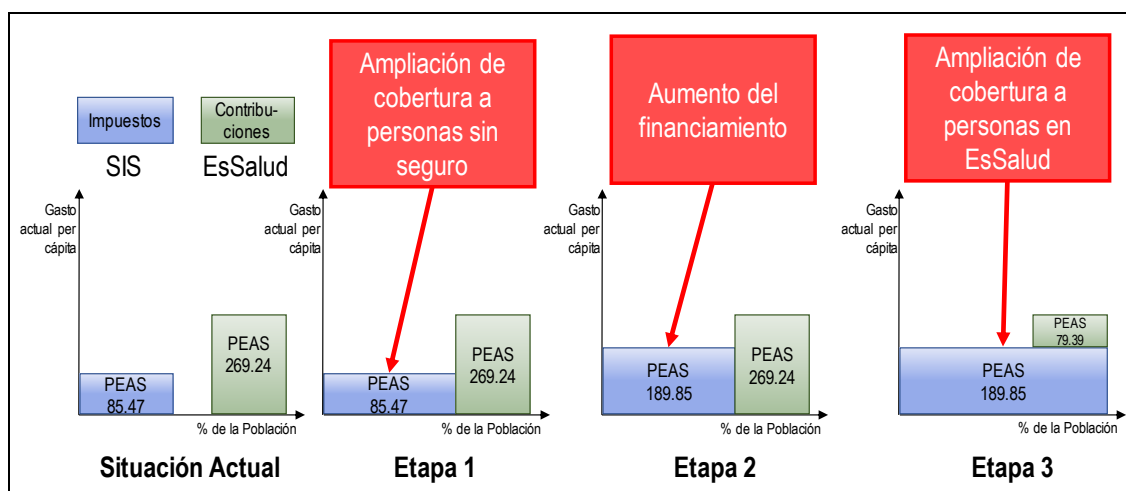 Impuestos
SIS
Contribu-
ciones
EsSalud
Ampliación de
cobertura a
personas sin
seguro
Aumento del
financiamiento
Ampliación de
cobertura a
personas en
EsSalud
Gasto
actual per
cápita
PEAS
85.47
PEAS
269.24
% de la Población
Situación Actual
Gasto
actual per
cápita
PEAS
85.47
PEAS
269.24
% de la Población
Etapa 1
Gasto
actual per
cápita
PEAS
189.85
PEAS
269.24
% de la Población
Etapa 2
Gasto
actual per
cápita
PEAS
79.39
PEAS
189.85
% de la Población
Etapa 3